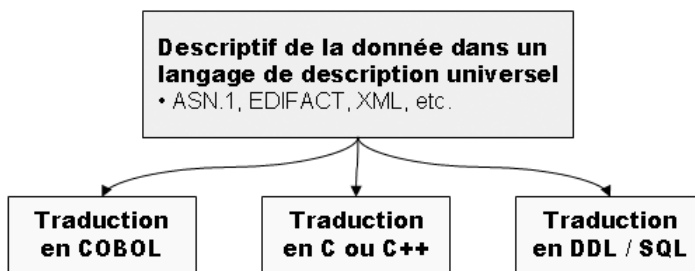 Descriptif de la donnée dans un
langage de description universel
• ASN.1, EDIFACT, XML, etc.
Traduction
en COBOL
Traduction
en C ou C++
Traduction
en DDL / SQL